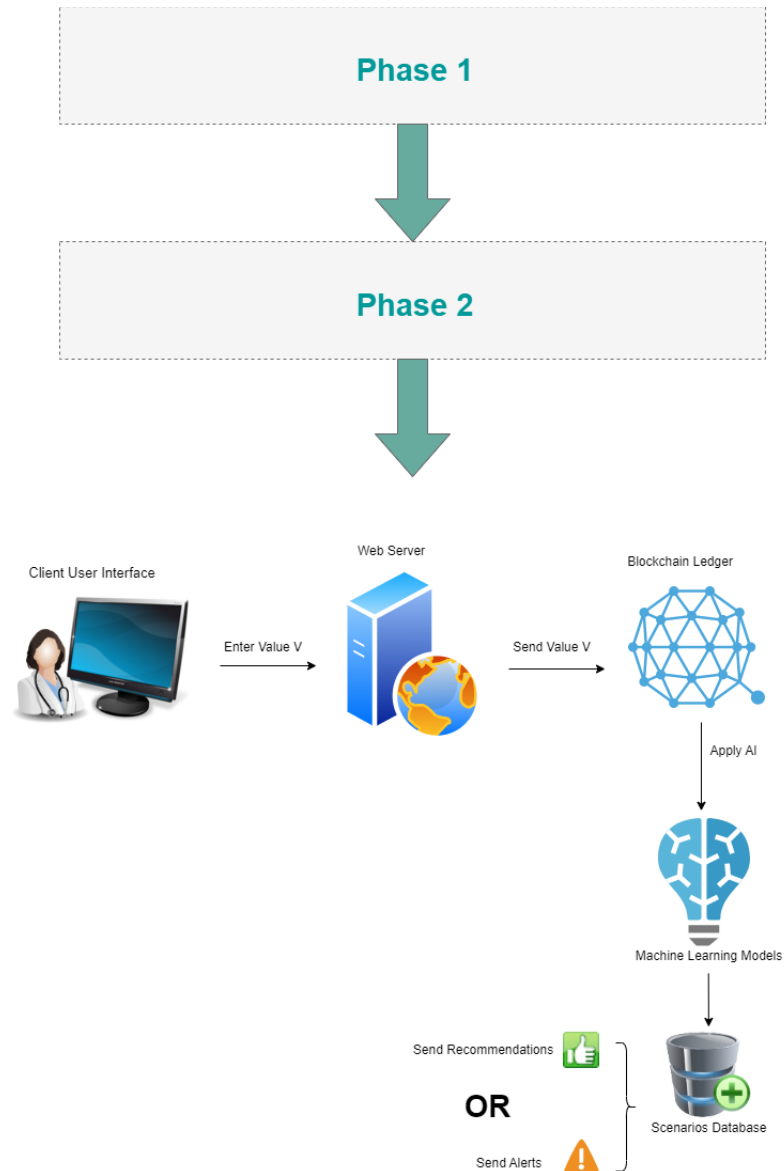 Phase 1
Phase 2
Web Server
Client User Interface
Blockchain Ledger
Enter Value V
Send Value V
Apply AI
Machine Learning Models
Send Recommendations
OR
Scenarios Database
Send Alerts